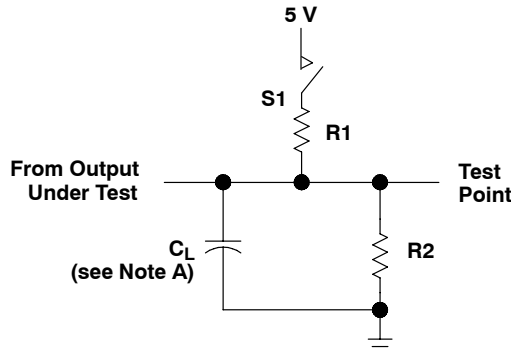 5 V
S1
R1
From Output
Under Test
Test
Point
CL
(see Note A)
R2